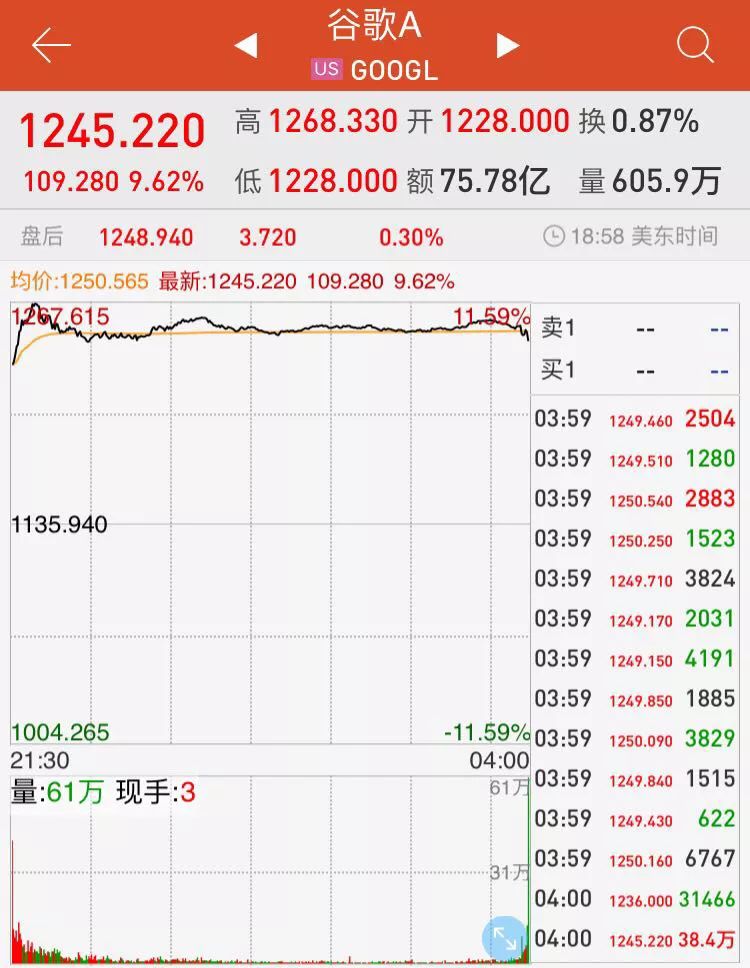 谷歌A
US GOOGL
1245.220 高 1268.330 开 1228.000 换 0.87%
109.280 9.62% 低 1228.000 额 75.78亿 量 605.9万
盘后 1248.940 3.720 0.30% 18:58 美东时间
均价:1250.565 最新:1245.220 109.280 9.62%
1267.615 11.59%
1135.940
1004.265 -11.59%
21:30 04:00
量:61万 现手:3 61万
31万
卖1 -- --
买1 -- --
03:59 1249.460 2504
03:59 1249.510 1280
03:59 1250.540 2883
03:59 1250.250 1523
03:59 1249.710 3824
03:59 1249.170 2031
03:59 1249.150 4191
03:59 1249.850 1885
03:59 1250.090 3829
03:59 1249.840 1515
03:59 1249.430 622
03:59 1250.160 6767
04:00 1236.000 31466
04:00 1245.220 38.4万